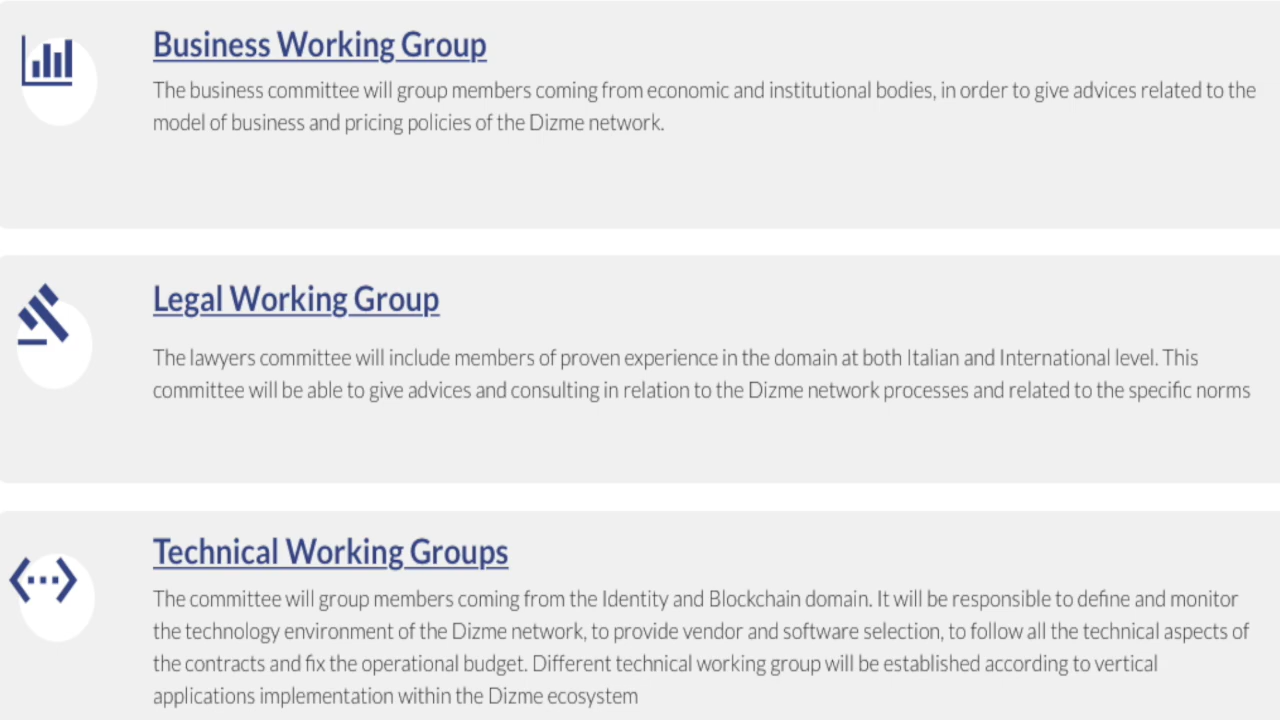 Business Working Group
The business committee will group members coming from economic and institutional bodies, in order to give advices related to the
model of business and pricing policies of the Dizme network.
Legal Working Group
The lawyers committee will include members of proven experience in the domain at both Italian and International level. This
committee will be able to give advices and consulting in relation to the Dizme network processes and related to the specific norms
Technical Working Groups
The committee will group members coming from the Identity and Blockchain domain. It will be responsible to define and monitor
the technology environment of the Dizme network, to provide vendor and software selection, to follow all the technical aspects of
the contracts and fix the operational budget. Different technical working group will be established according to vertical
applications implementation within the Dizme ecosystem